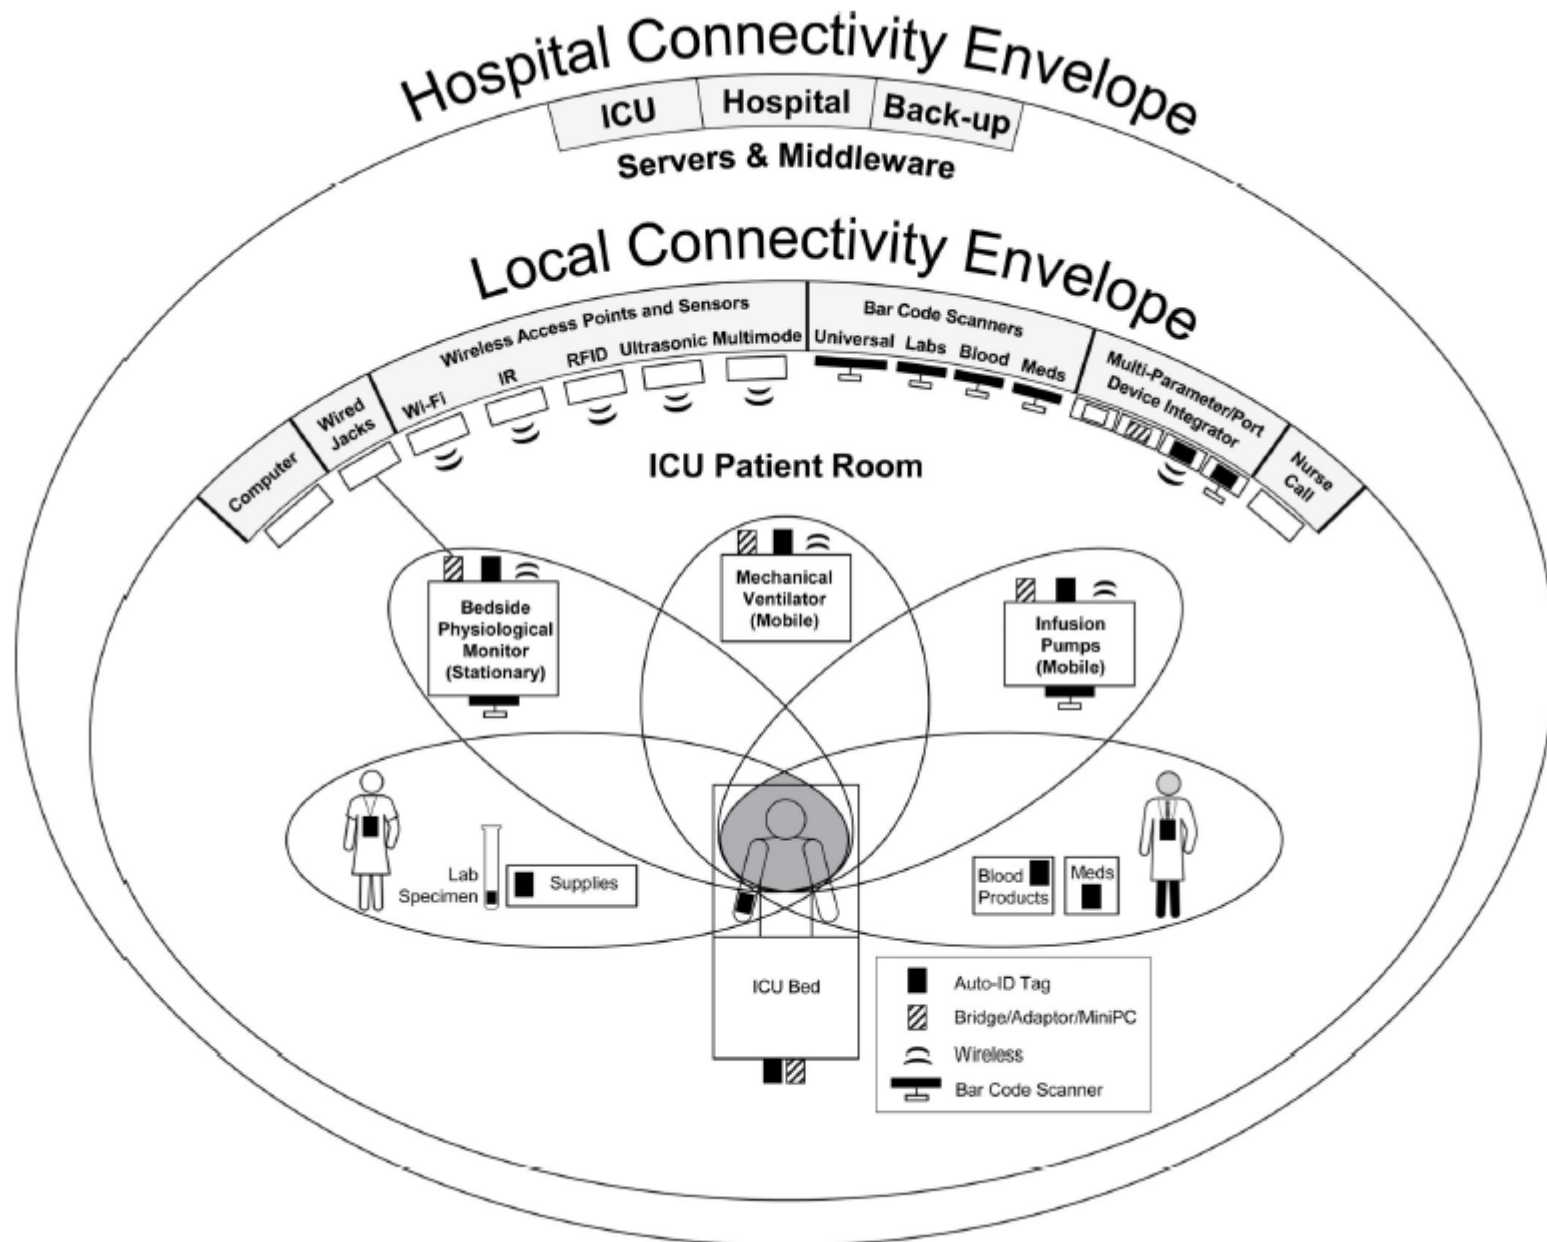 Hospital Connectivity Envelope
ICU
Hospital
Back-up
Servers & Middleware
Local Connectivity Envelope
Computer
Wired
Jacks
Wireless Access Points and Sensors
Wi-Fi
IR
RFID
Ultrasonic
Multimode
Bar Code Scanners
Universal
Labs
Blood
Meds
Multi-Parameter/Port
Device Integrator
Nurse
Call
ICU Patient Room
Bedside
Physiological
Monitor
(Stationary)
Mechanical
Ventilator
(Mobile)
Infusion
Pumps
(Mobile)
Lab
Specimen
Supplies
Blood
Products
Meds
ICU Bed
Auto-ID Tag
Bridge/Adaptor/MiniPC
Wireless
Bar Code Scanner